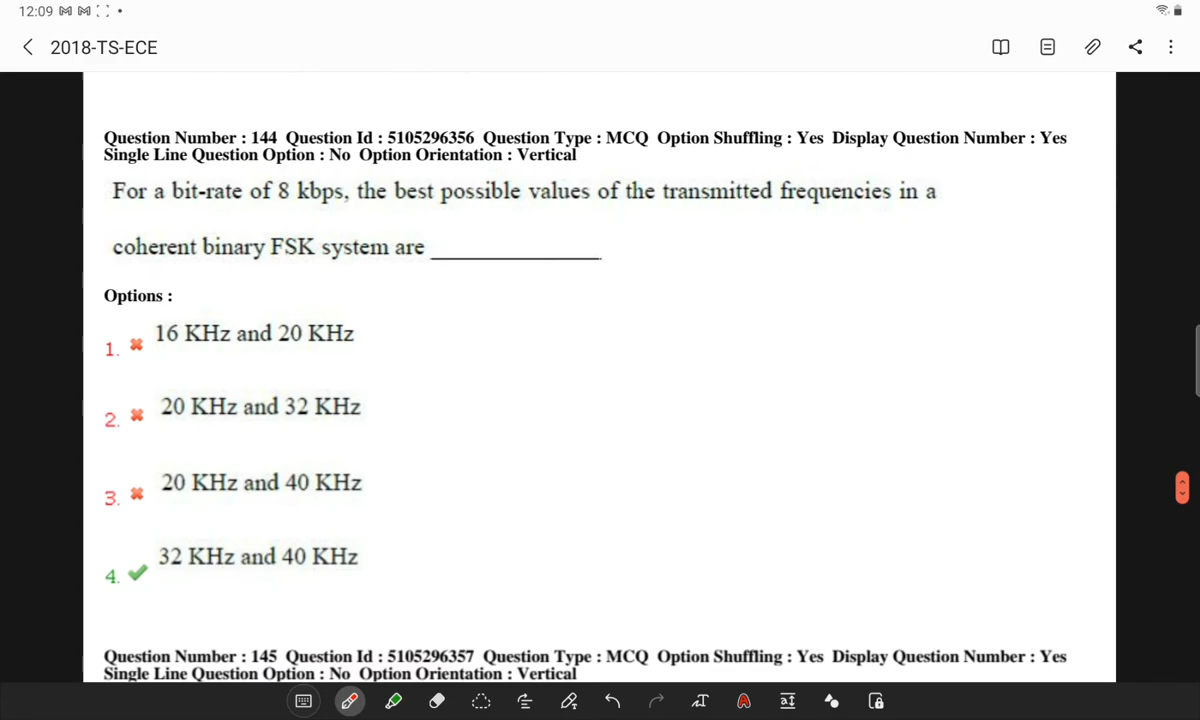 12:09
2018-TS-ECE
Question Number : 144 Question Id : 5105296356 Question Type : MCQ Option Shuffling : Yes Display Question Number : Yes
Single Line Question Option : No Option Orientation : Vertical
For a bit-rate of 8 kbps, the best possible values of the transmitted frequencies in a
coherent binary FSK system are ______________.
Options :
1. 16 KHz and 20 KHz
2. 20 KHz and 32 KHz
3. 20 KHz and 40 KHz
4. 32 KHz and 40 KHz
Question Number : 145 Question Id : 5105296357 Question Type : MCQ Option Shuffling : Yes Display Question Number : Yes
Single Line Question Option : No Option Orientation : Vertical